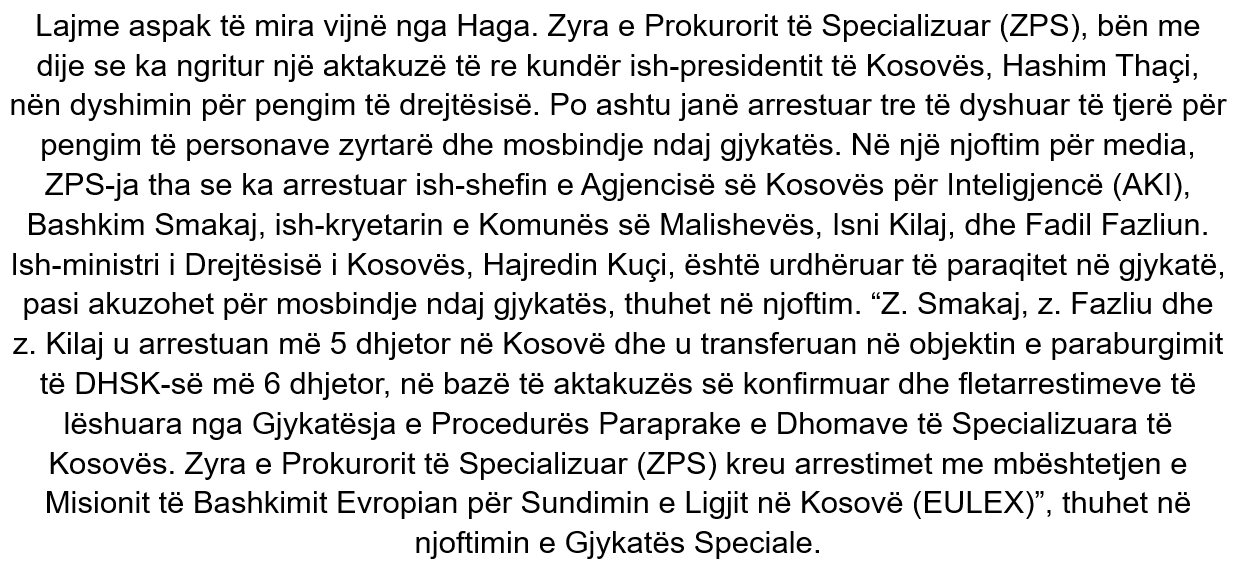 Lajme aspak të mira vijnë nga Haga. Zyra e Prokurorit të Specializuar (ZPS), bën me
dije se ka ngritur një aktakuzë të re kundër ish-presidentit të Kosovës, Hashim Thaçi,
nën dyshimin për pengim të drejtësisë. Po ashtu janë arrestuar tre të dyshuar të tjerë për
pengim të personave zyrtarë dhe mosbindje ndaj gjykatës. Në një njoftim për media,
ZPS-ja tha se ka arrestuar ish-shefin e Agjencisë së Kosovës për Inteligjencë (AKI),
Bashkim Smakaj, ish-kryetarin e Komunës së Malishevës, Isni Kilaj, dhe Fadil Fazliun.
Ish-ministri i Drejtësisë i Kosovës, Hajredin Kuçi, është urdhëruar të paraqitet në gjykatë,
pasi akuzohet për mosbindje ndaj gjykatës, thuhet në njoftim. “Z. Smakaj, z. Fazliu dhe
z. Kilaj u arrestuan më 5 dhjetor në Kosovë dhe u transferuan në objektin e paraburgimit
të DHSK-së më 6 dhjetor, në bazë të aktakuzës së konfirmuar dhe fletarrestimeve të
lëshuara nga Gjykatësja e Procedurës Paraprake e Dhomave të Specializuara të
Kosovës. Zyra e Prokurorit të Specializuar (ZPS) kreu arrestimet me mbështetjen e
Misionit të Bashkimit Evropian për Sundimin e Ligjit në Kosovë (EULEX)”, thuhet në
njoftimin e Gjykatës Speciale.